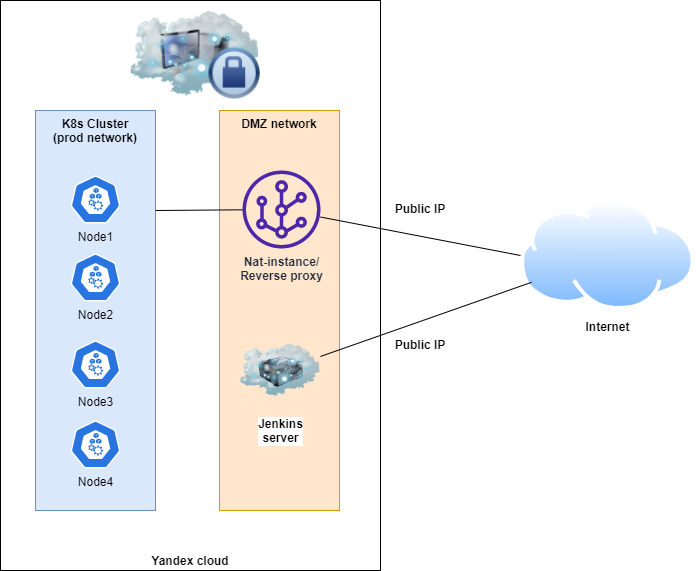 K8s Cluster
(prod network)
Node1
Node2
Node3
Node4
DMZ network
Nat-instance/
Reverse proxy
Jenkins
server
Public IP
Public IP
Internet
Yandex cloud